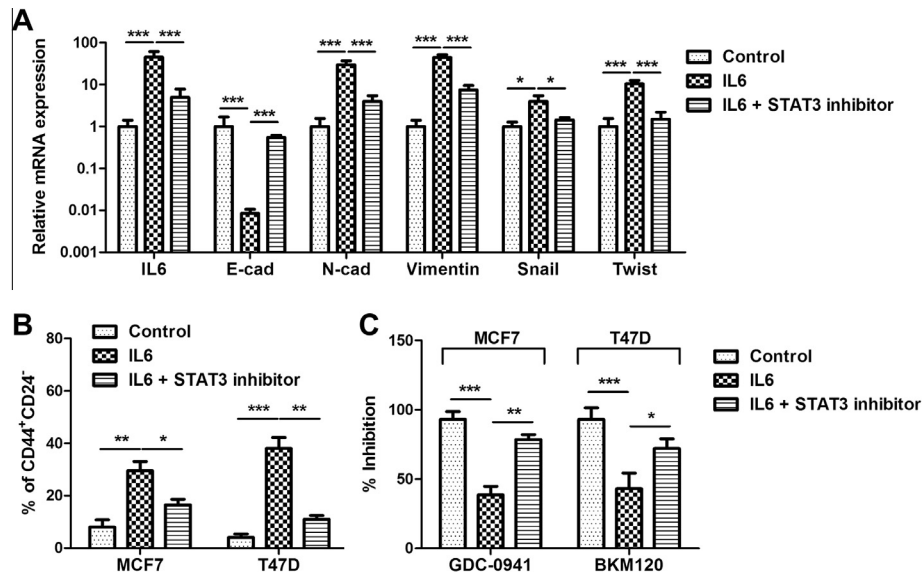 A
Relative mRNA expression
100
10
1
0.1
0.01
0.001
*** ***
*** ***
*** ***
*** ***
* *
*** ***
IL6 E-cad N-cad Vimentin Snail Twist
Control
IL6
IL6 + STAT3 inhibitor
B
% of CD44⁺CD24⁻
80
60
40
20
0
Control
IL6
IL6 + STAT3 inhibitor
** *
*** **
MCF7 T47D
C
% Inhibition
150
100
50
0
MCF7 T47D
*** **
*** *
GDC-0941 BKM120
Control
IL6
IL6 + STAT3 inhibitor